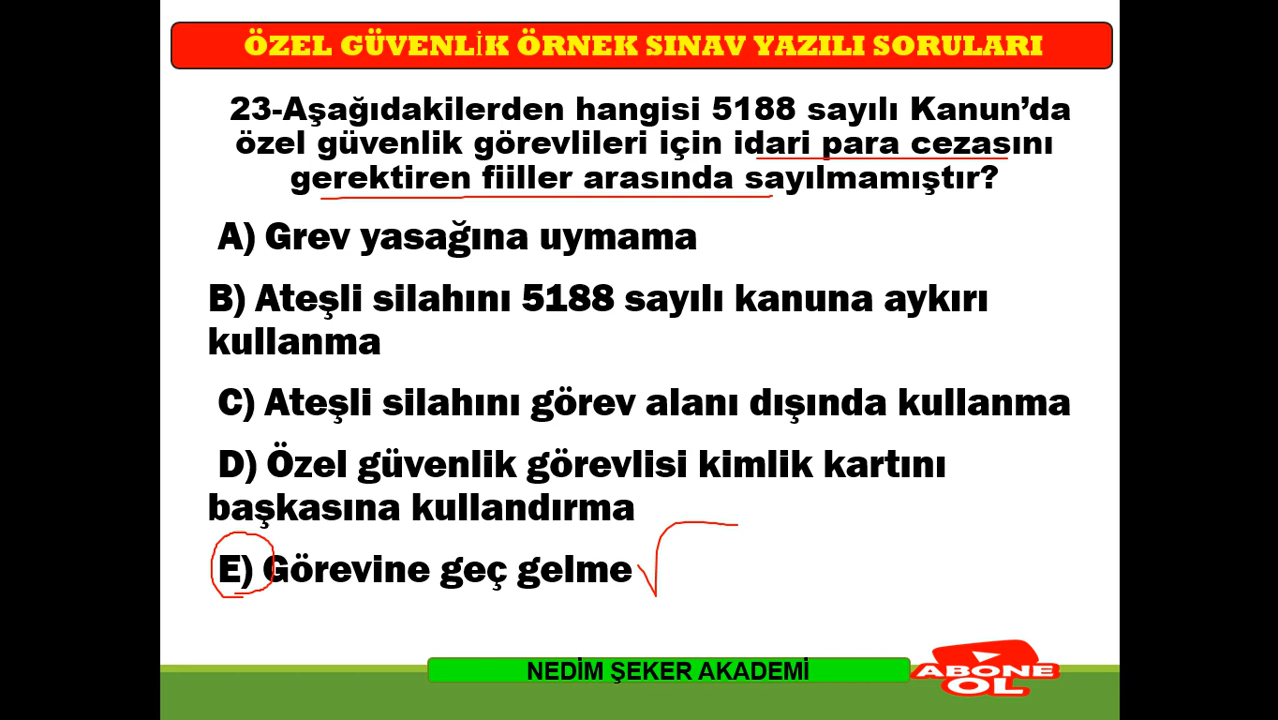 ÖZEL GÜVENLİK ÖRNEK SINAV YAZILI SORULARI
23-Aşağıdakilerden hangisi 5188 sayılı Kanun’da
özel güvenlik görevlileri için idari para cezasını
gerektiren fiiller arasında sayılmamıştır?
A) Grev yasağına uymama
B) Ateşli silahını 5188 sayılı kanuna aykırı
kullanma
C) Ateşli silahını görev alanı dışında kullanma
D) Özel güvenlik görevlisi kimlik kartını
başkasına kullandırma
E) Görevine geç gelme
NEDİM ŞEKER AKADEMİ
ABONE
OL